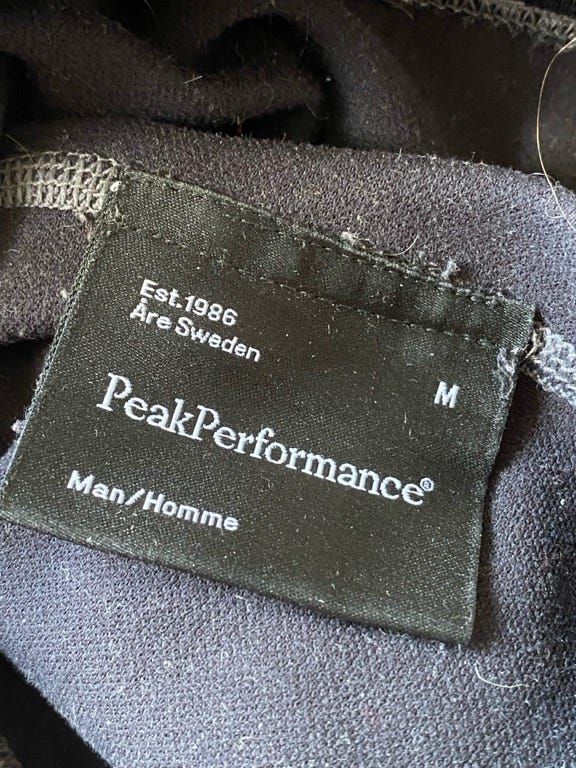 Est.1986
Åre Sweden
M
PeakPerformance®
Man/Homme